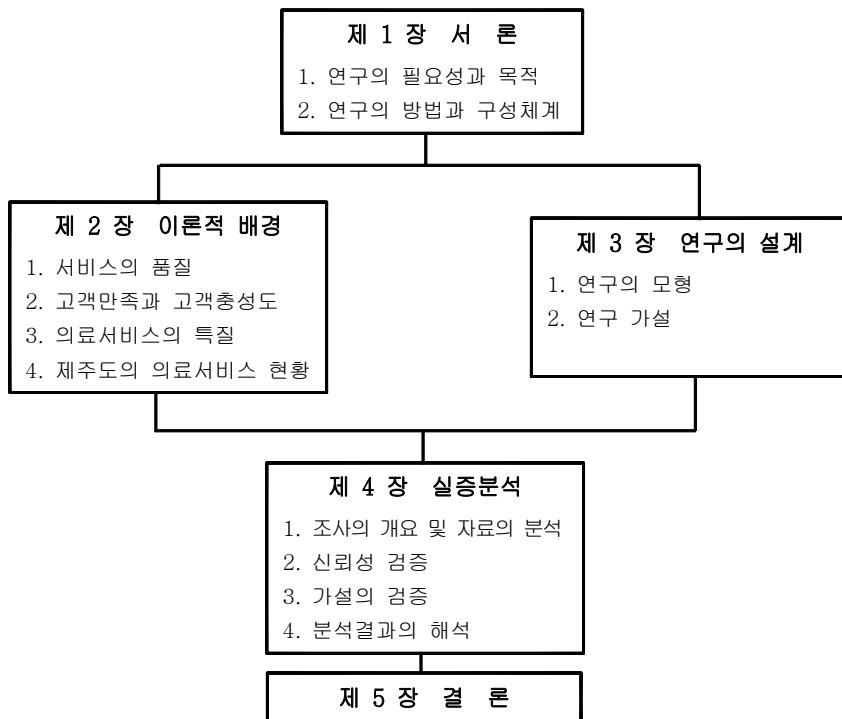 제 1 장 서 론
1. 연구의 필요성과 목적
2. 연구의 방법과 구성체계
제 2 장 이론적 배경
1. 서비스의 품질
2. 고객만족과 고객충성도
3. 의료서비스의 특질
4. 제주도의 의료서비스 현황
제 3 장 연구의 설계
1. 연구의 모형
2. 연구 가설
제 4 장 실증분석
1. 조사의 개요 및 자료의 분석
2. 신뢰성 검증
3. 가설의 검증
4. 분석결과의 해석
제 5 장 결 론